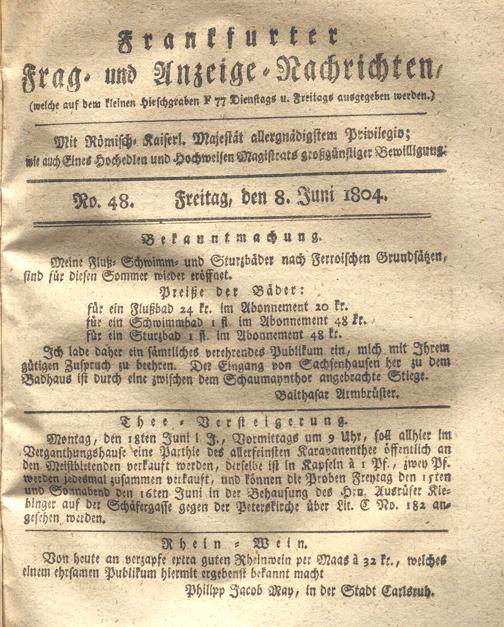 Frankfurter
Frag- und Anzeige-Nachrichten,
(welche auf dem kleinen Hirschgraben F 77 Dienstags u. Freitags ausgegeben werden.)
Mit Römisch-Kaiserl. Majestät allergnädigstem Privilegio;
wie auch Eines Hochedlen und Hochweisen Magistrats großgünstiger Bewilligung.
No. 48. Freitag, den 8. Juni 1804.
Bekanntmachung.
Meine Fluß- Schwimm- und Sturzbäder nach Ferroischen Grundsätzen,
sind für diesen Sommer wieder eröffnet.
Preiße der Bäder:
für ein Flußbad 24 kr. im Abonnement 20 kr.
für ein Schwimmbad 1 fl. im Abonnement 48 kr.
für ein Sturzbad 1 fl. im Abonnement 48 kr.
Ich lade daher ein sämtliches verehrendes Publikum ein, mich mit Ihrem
gütigen Zuspruch zu beehren. Der Eingang von Sachsenhausen her zu dem
Badhaus ist durch eine zwischen dem Schaumaynthor angebrachte Stiege.
Balthasar Armbrüster.
Thee-Versteigerung.
Montag, den 18ten Juni l J., Vormittags um 9 Uhr, soll allhier im
Verganthungshause eine Parthie des allerfeinsten Karavanenthee öffentlich an
den Meistbietenden verkauft werden, derselbe ist in Kapseln à 1 Pf., zwey Pf.
werden jedesmal zusammen verkauft, und können die Proben Freytag den 15ten
und Sonnabend den 16ten Juni in der Behausung des Hrn. Ausrüfer Kle-
binger auf der Schäfergasse gegen der Peterskirche über Lit. C No. 182 an-
gesehen werden.
Rhein-Wein.
Von heute an verzapfe extra guten Rheinwein per Maas à 32 kr., welches
einem ehrsamen Publikum hiermit ergebenst bekannt macht
Philipp Jacob May, in der Stadt Carlsruh.